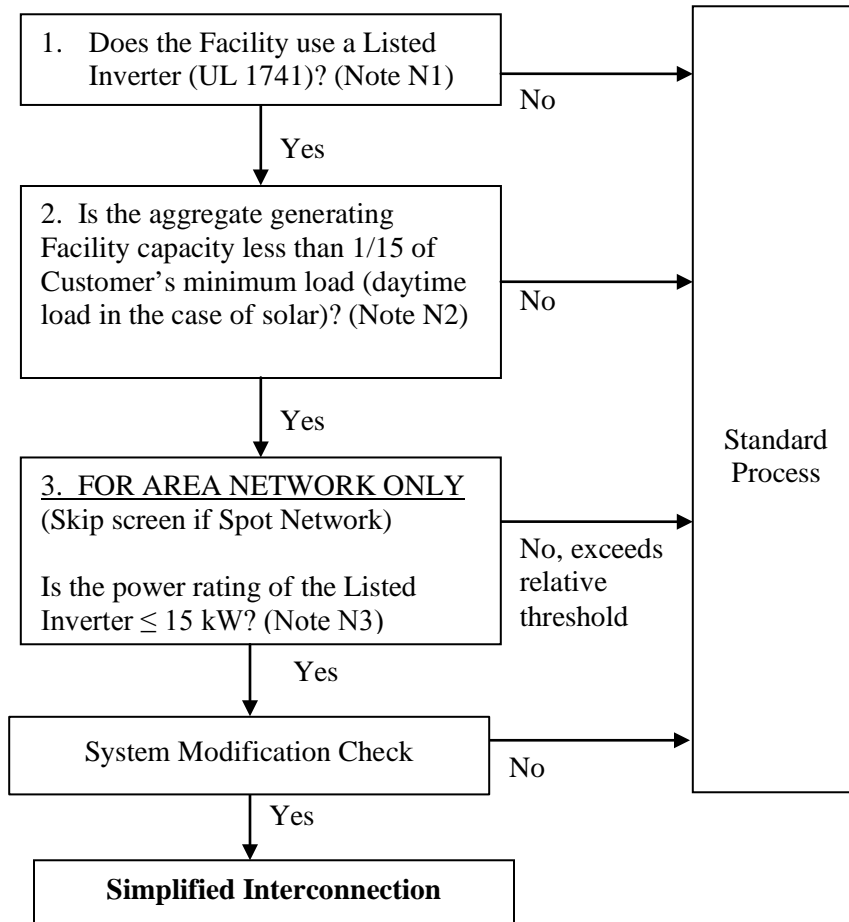 1. Does the Facility use a Listed
Inverter (UL 1741)? (Note N1)
No
Yes
2. Is the aggregate generating
Facility capacity less than 1/15 of
Customer’s minimum load (daytime
load in the case of solar)? (Note N2)
No
Yes
Standard
Process
3. FOR AREA NETWORK ONLY
(Skip screen if Spot Network)
Is the power rating of the Listed
Inverter ≤ 15 kW? (Note N3)
No, exceeds
relative
threshold
Yes
System Modification Check
No
Yes
Simplified Interconnection